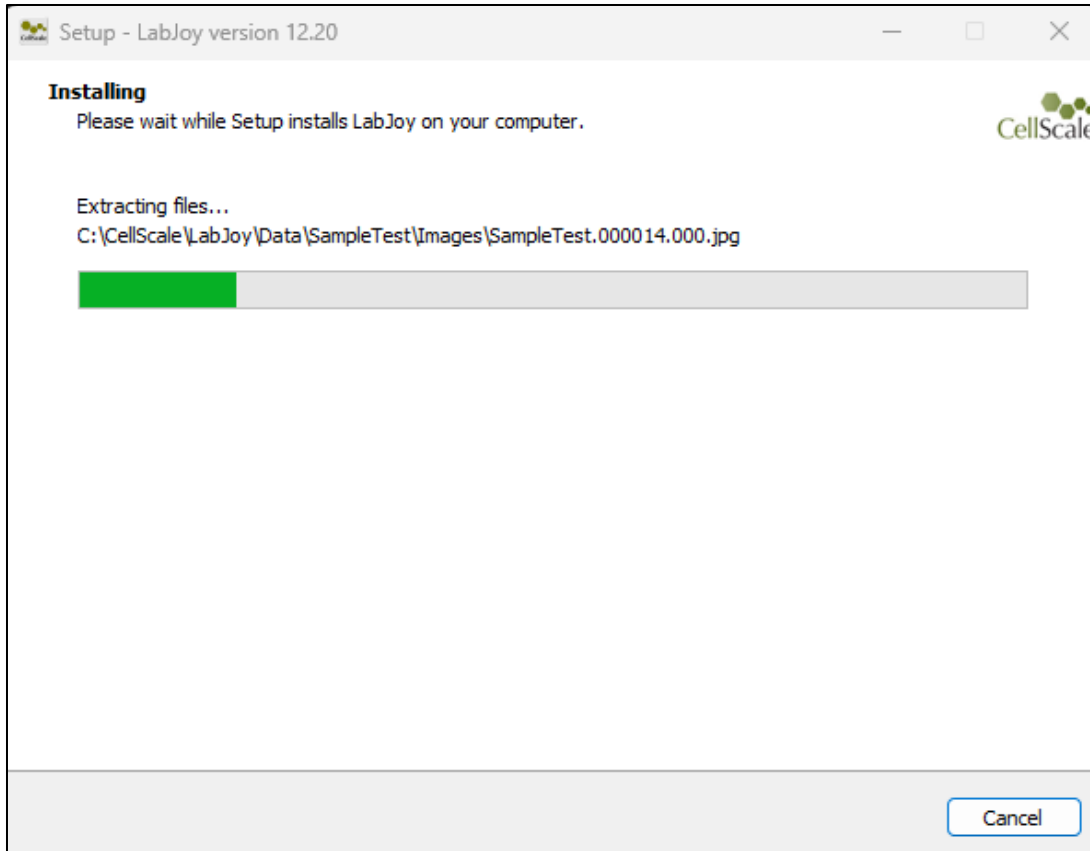 Setup - LabJoy version 12.20
Installing
Please wait while Setup installs LabJoy on your computer.
CellScale
Extracting files...
C:\CellScale\LabJoy\Data\SampleTest\Images\SampleTest.000014.000.jpg
Cancel